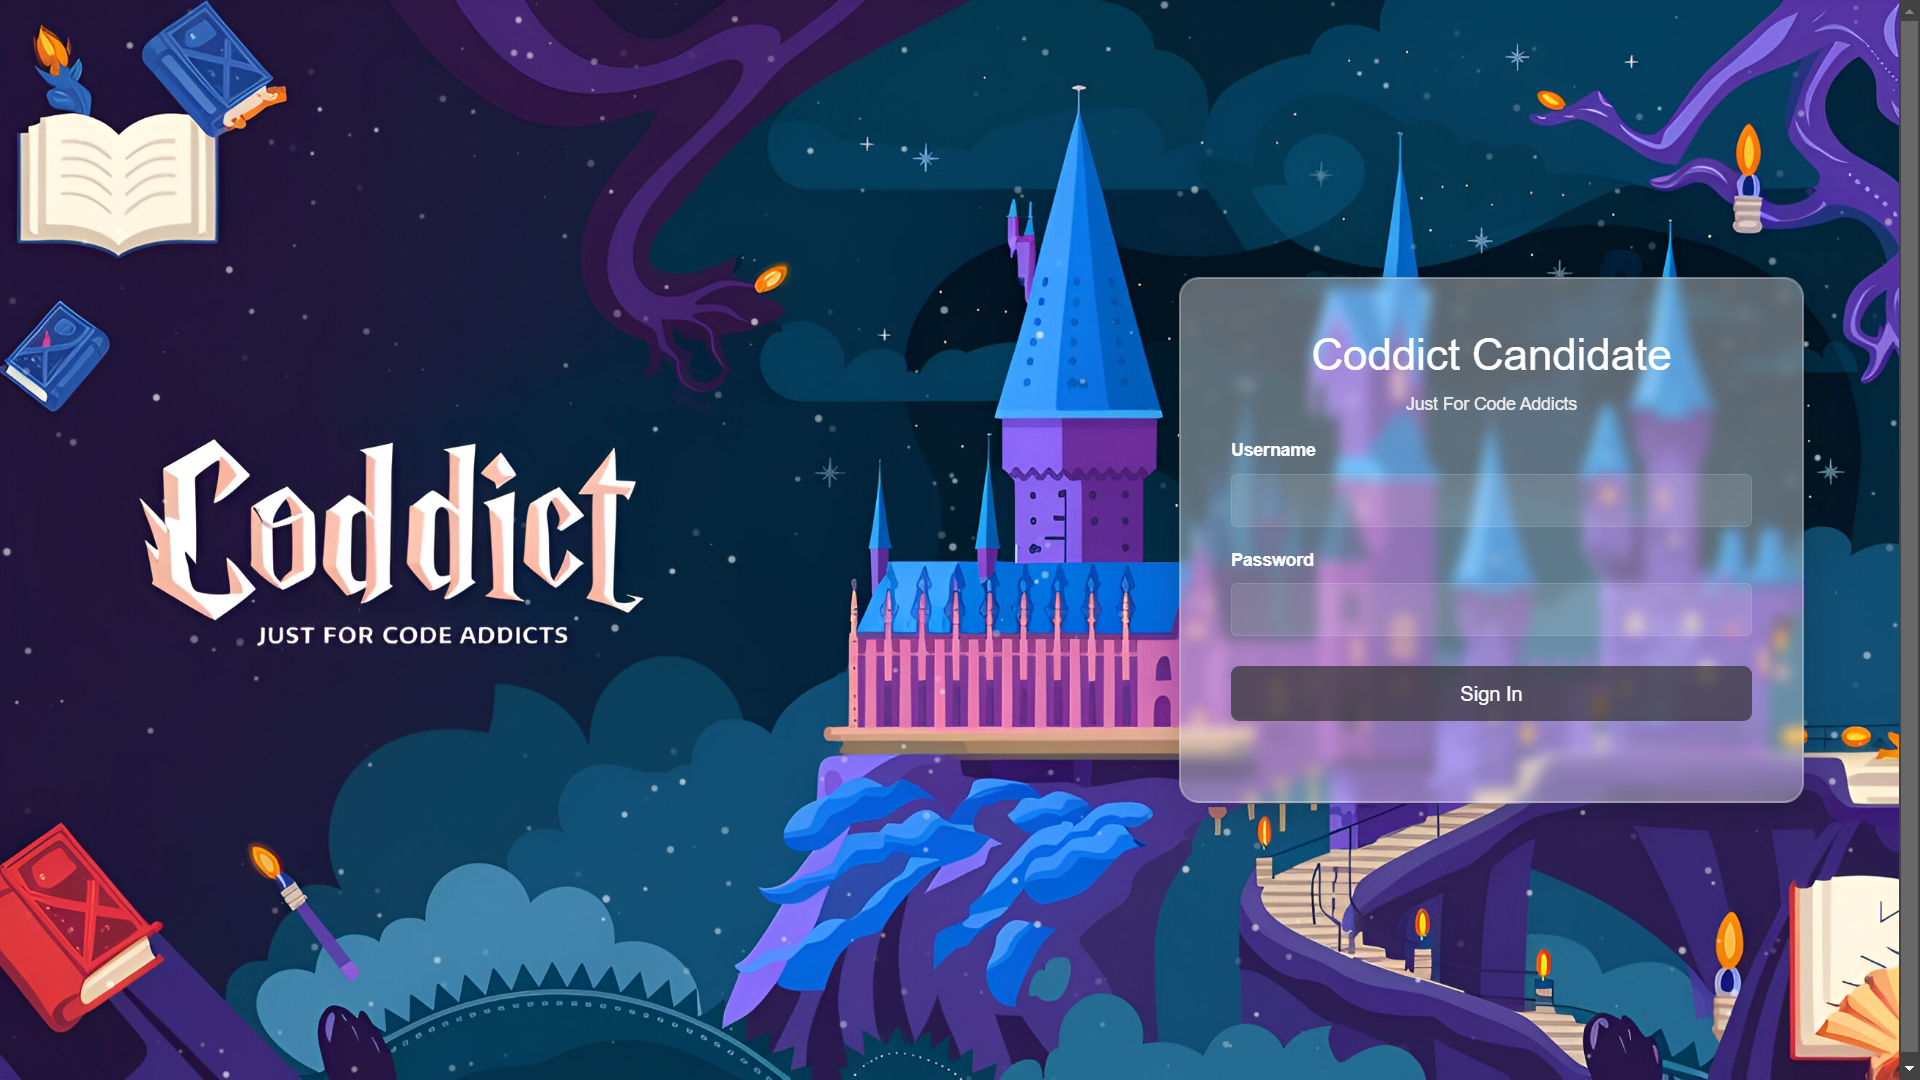 Coddict
JUST FOR CODE ADDICTS
Coddict Candidate
Just For Code Addicts
Username
Password
Sign In